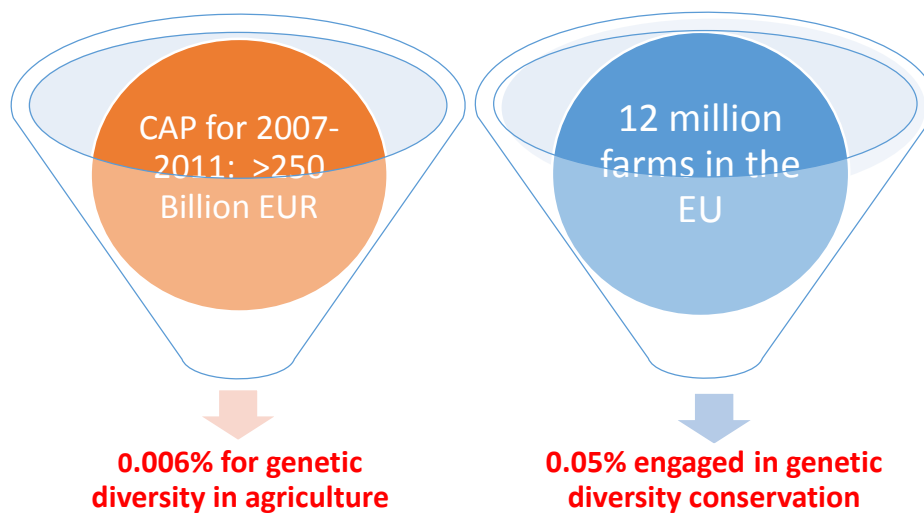 CAP for 2007-
2011:  >250
Billion EUR
12 million
farms in the
EU
0.006% for genetic
diversity in agriculture
0.05% engaged in genetic
diversity conservation